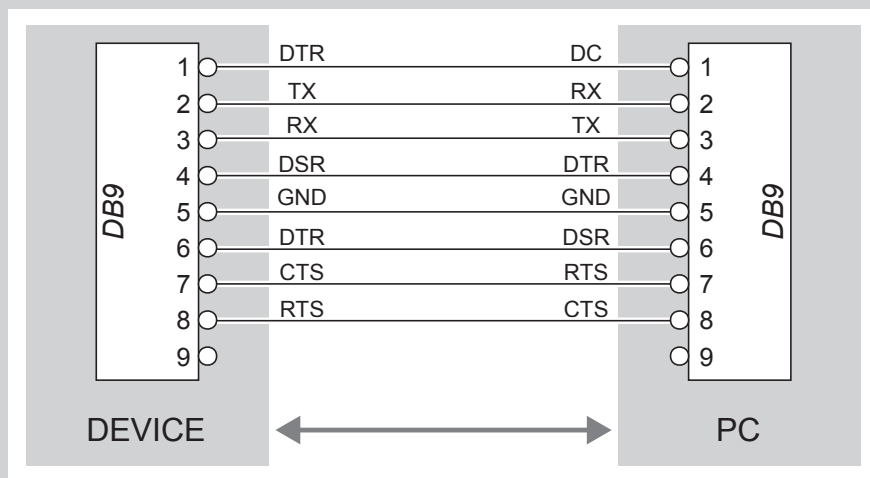 1 DTR DC 1
2 TX RX 2
3 RX TX 3
4 DSR DTR 4
5 GND GND 5
6 DTR DSR 6
7 CTS RTS 7
8 RTS CTS 8
9 9
DB9 DB9
DEVICE PC